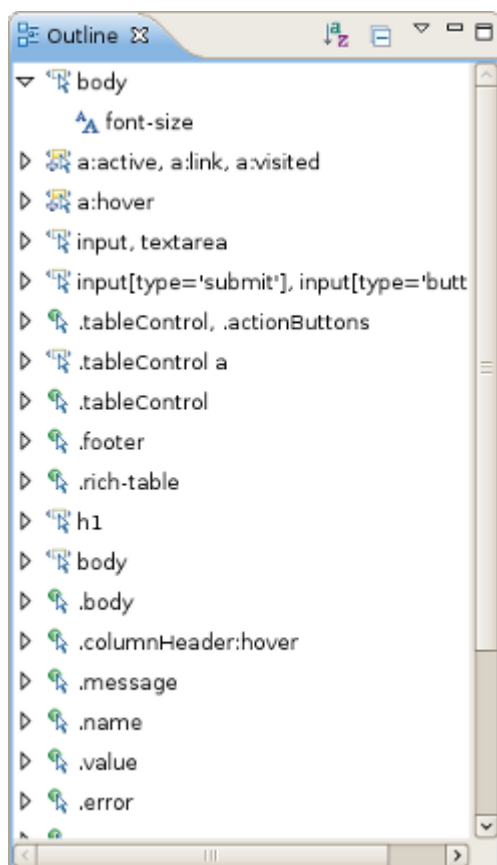 Outline
body
font-size
a:active, a:link, a:visited
a:hover
input, textarea
input[type='submit'], input[type='butt
.tableControl, .actionButtons
.tableControl a
.tableControl
.footer
.rich-table
h1
body
.body
.columnHeader:hover
.message
.name
.value
.error